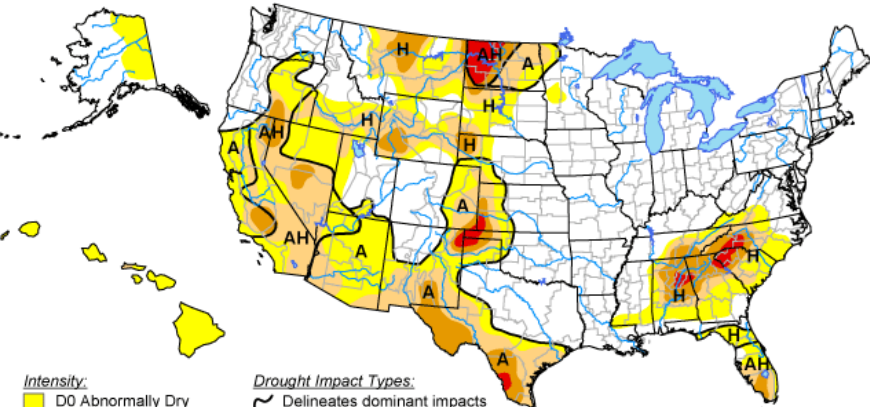 H
AH
A
H
H
A
AH
H
A
A
H
AH
A
A
H
H
A
AH
Intensity:
D0 Abnormally Dry
Drought Impact Types:
Delineates dominant impacts